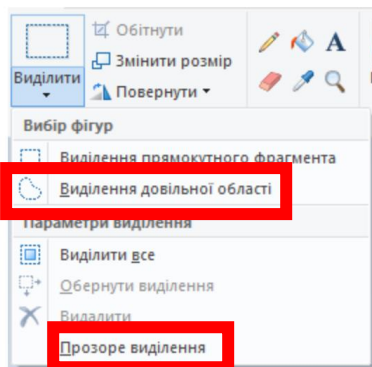 Обітнути
Змінити розмір
Виділити
Повернути
A
Вибір фігур
Виділення прямокутного фрагмента
Виділення довільної області
Параметри виділення
Виділити все
Обернути виділення
Видалити
Прозоре виділення